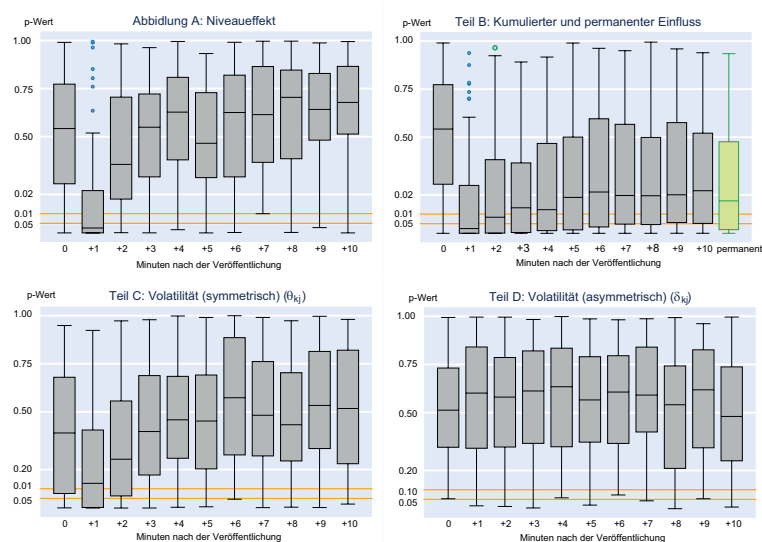 Abbidlung A: Niveaueffekt
p-Wert
1.00
0.75
0.50
0.02
0.01
0.05
0 +1 +2 +3 +4 +5 +6 +7 +8 +9 +10
Minuten nach der Veröffentlichung
Teil B: Kumulierter und permanenter Einfluss
p-Wert
1.00
0.75
0.50
0.02
0.01
0.05
0 +1 +2 +3 +4 +5 +6 +7 +8 +9 +10 permanent
Minuten nach der Veröffentlichung
Teil C: Volatilität (symmetrisch) (θkj)
p-Wert
1.00
0.75
0.50
0.20
0.01
0.05
0 +1 +2 +3 +4 +5 +6 +7 +8 +9 +10
Minuten nach der Veröffentlichung
Teil D: Volatilität (asymmetrisch) (δkj)
p-Wert
1.00
0.75
0.50
0.20
0.10
0.05
0 +1 +2 +3 +4 +5 +6 +7 +8 +9 +10
Minuten nach der Veröffentlichung